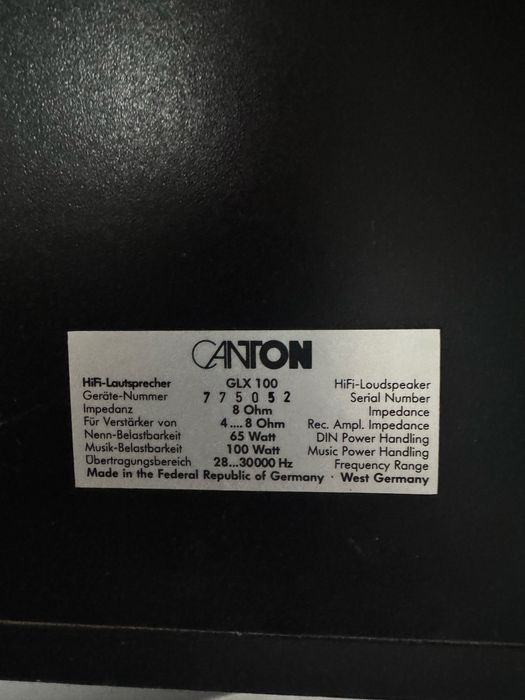 CANTON
HiFi-Lautsprecher GLX 100 HiFi-Loudspeaker
Geräte-Nummer 775052 Serial Number
Impedanz 8 Ohm Impedance
Für Verstärker von 4....8 Ohm Rec. Ampl. Impedance
Nenn-Belastbarkeit 65 Watt DIN Power Handling
Musik-Belastbarkeit 100 Watt Music Power Handling
Übertragungsbereich 28...30000 Hz Frequency Range
Made in the Federal Republic of Germany · West Germany